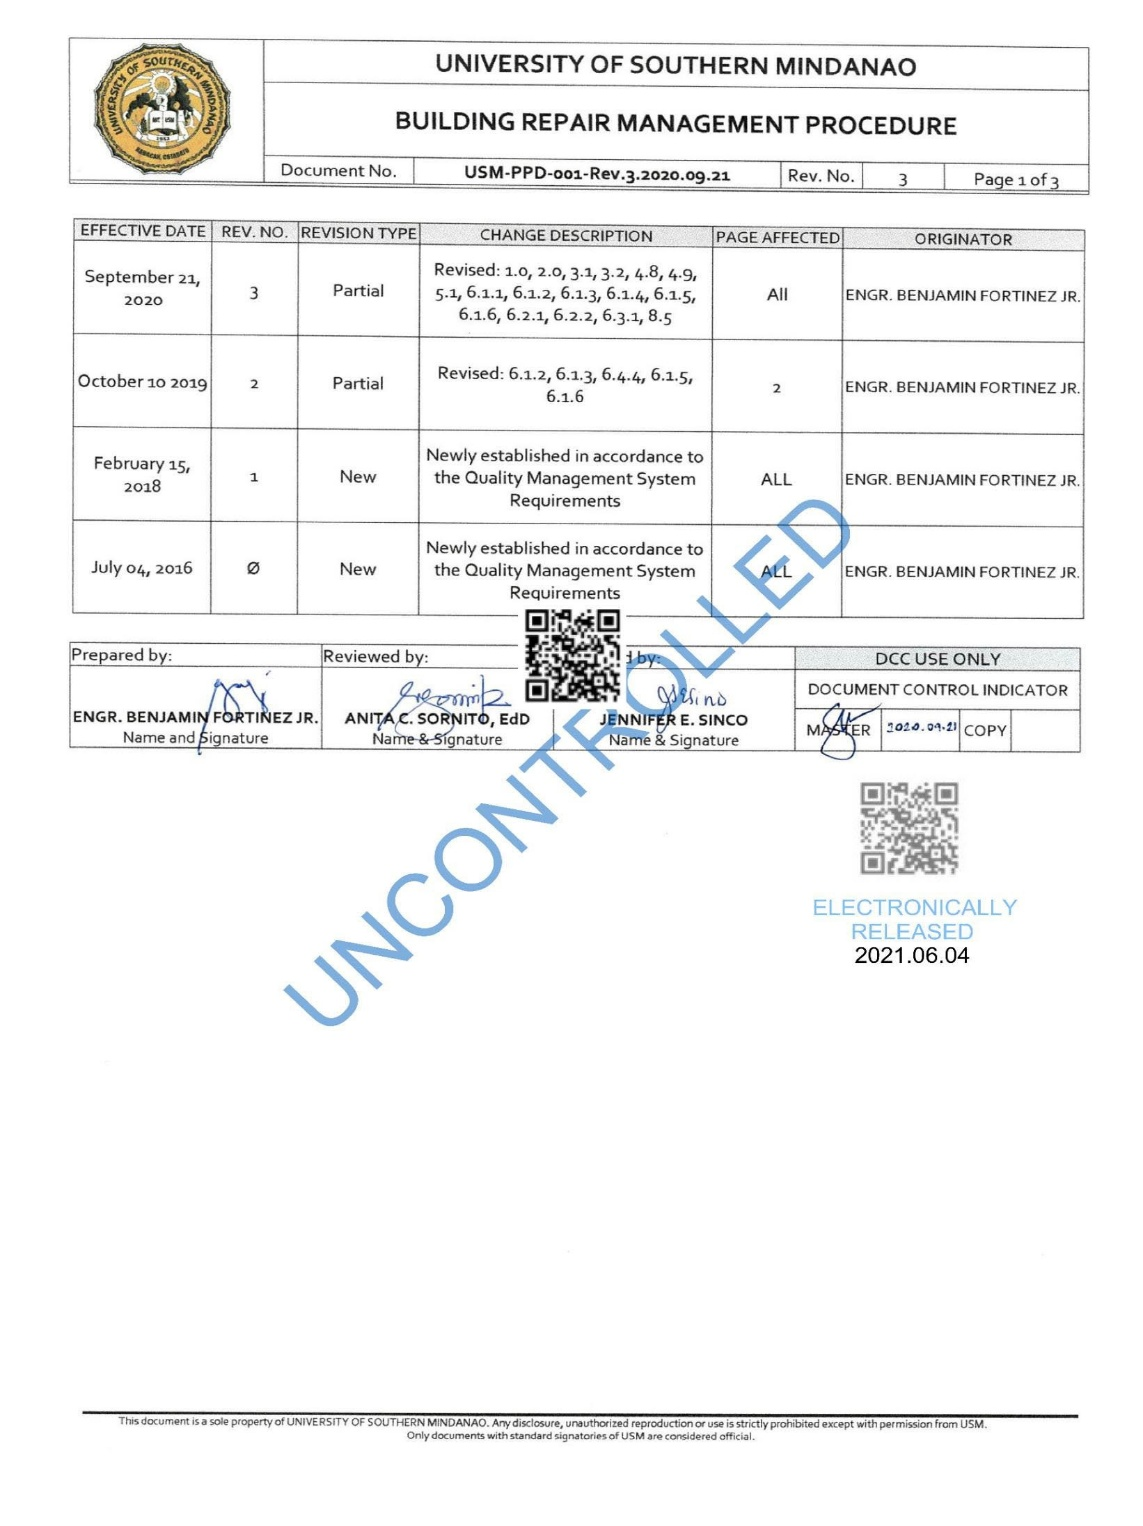 UNIVERSITY OF SOUTHERN MINDANAO
BUILDING REPAIR MANAGEMENT PROCEDURE
Document No. USM-PPD-001-Rev.3.2020.09.21 Rev. No. 3 Page 1 of 3
UNIVERSITY OF SOUTHERN MINDANAO
EFFECTIVE DATE REV. NO. REVISION TYPE CHANGE DESCRIPTION PAGE AFFECTED ORIGINATOR
September 21,
2020
3
Partial
Revised: 1.0, 2.0, 3.1, 3.2, 4.8, 4.9,
5.1, 6.1.1, 6.1.2, 6.1.3, 6.1.4, 6.1.5,
6.1.6, 6.2.1, 6.2.2, 6.3.1, 8.5
All
ENGR. BENJAMIN FORTINEZ JR.
October 10 2019
2
Partial
Revised: 6.1.2, 6.1.3, 6.4.4, 6.1.5,
6.1.6
2
ENGR. BENJAMIN FORTINEZ JR.
February 15,
2018
1
New
Newly established in accordance to
the Quality Management System
Requirements
ALL
ENGR. BENJAMIN FORTINEZ JR.
July 04, 2016
Ø
New
Newly established in accordance to
the Quality Management System
Requirements
ALL
ENGR. BENJAMIN FORTINEZ JR.
Prepared by:
ENGR. BENJAMIN FORTINEZ JR.
Name and Signature
Reviewed by:
ANITA C. SORNITO, EdD
Name & Signature
by:
JENNIFER E. SINCO
Name & Signature
DCC USE ONLY
DOCUMENT CONTROL INDICATOR
MASTER 2020.09.21 COPY
UNCONTROLLED
ELECTRONICALLY
RELEASED
2021.06.04
This document is a sole property of UNIVERSITY OF SOUTHERN MINDANAO. Any disclosure, unauthorized reproduction or use is strictly prohibited except with permission from USM.
Only documents with standard signatories of USM are considered official.